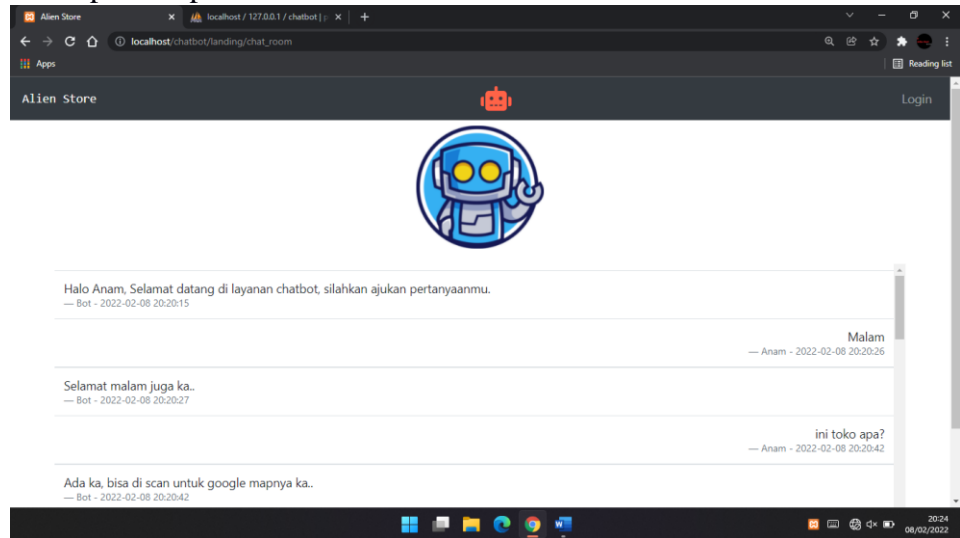 Alien Store
localhost / 127.0.0.1 / chatbot | p
localhost/chatbot/landing/chat_room
Apps
Reading list
Alien Store
Login
Halo Anam, Selamat datang di layanan chatbot, silahkan ajukan pertanyaanmu.
— Bot - 2022-02-08 20:20:15
Malam
— Anam - 2022-02-08 20:20:26
Selamat malam juga ka..
— Bot - 2022-02-08 20:20:27
ini toko apa?
— Anam - 2022-02-08 20:20:42
Ada ka, bisa di scan untuk google mapnya ka..
— Bot - 2022-02-08 20:20:42
20:24
08/02/2022